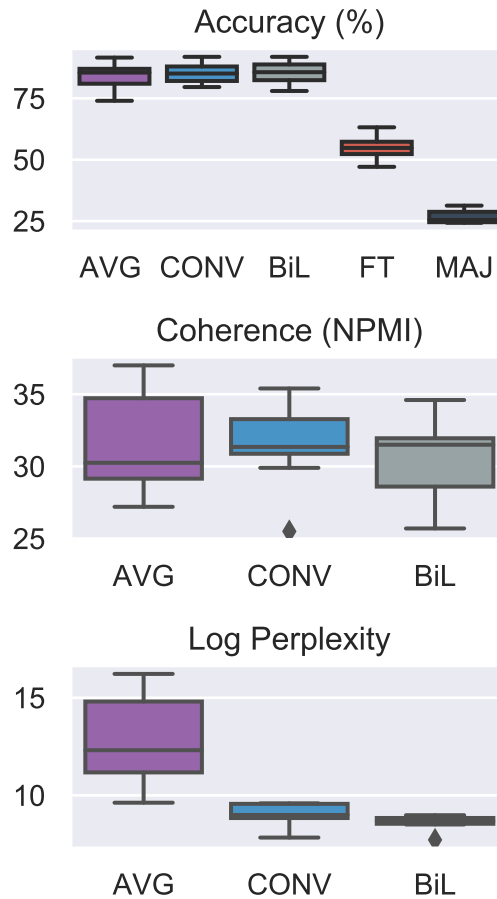 Accuracy (%)
75
50
25
AVG CONV BiL FT MAJ
Coherence (NPMI)
35
30
25
AVG CONV BiL
Log Perplexity
15
10
AVG CONV BiL